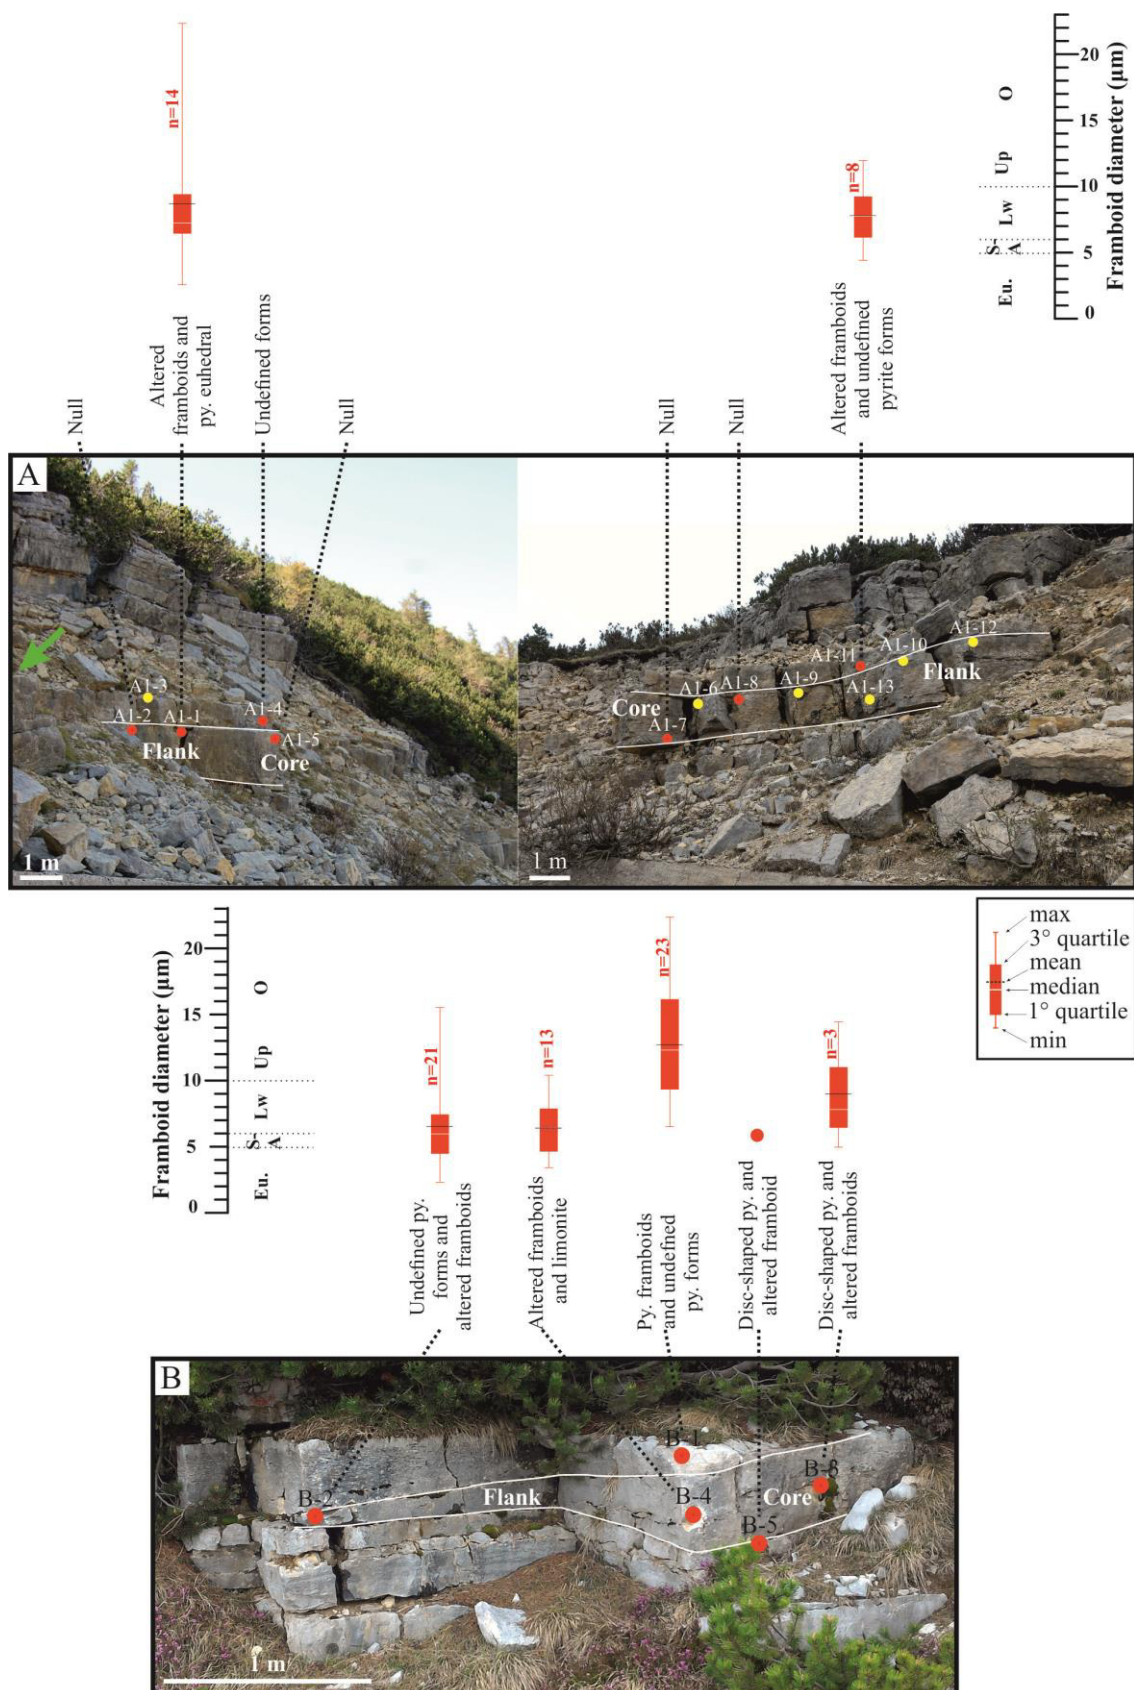 n=14
n=8
O
Up
Lw
S-
A
Eu.
20
15
10
5
0
Framboid diameter (µm)
Null
Altered
framboids and
py. euhedral
Undefined forms
Null
Null
Null
Altered framboids
and undefined
pyrite forms
A
A1-3
A1-2
A1-1
A1-4
A1-5
Flank
Core
1 m
A1-12
A1-10
A1-11
A1-9
A1-8
A1-6
A1-13
A1-7
Core
Flank
1 m
Framboid diameter (µm)
20
15
10
5
0
O
Up
Lw
S-
A
Eu.
n=21
n=13
n=23
n=3
max
3° quartile
mean
median
1° quartile
min
Undefined py.
forms and
altered framboids
Altered framboids
and limonite
Py. framboids
and undefined
py. forms
Disc-shaped py. and
altered framboid
Disc-shaped py. and
altered framboids
B
B-1
B-3
B-2
Flank
B-4
Core
B-5
1 m